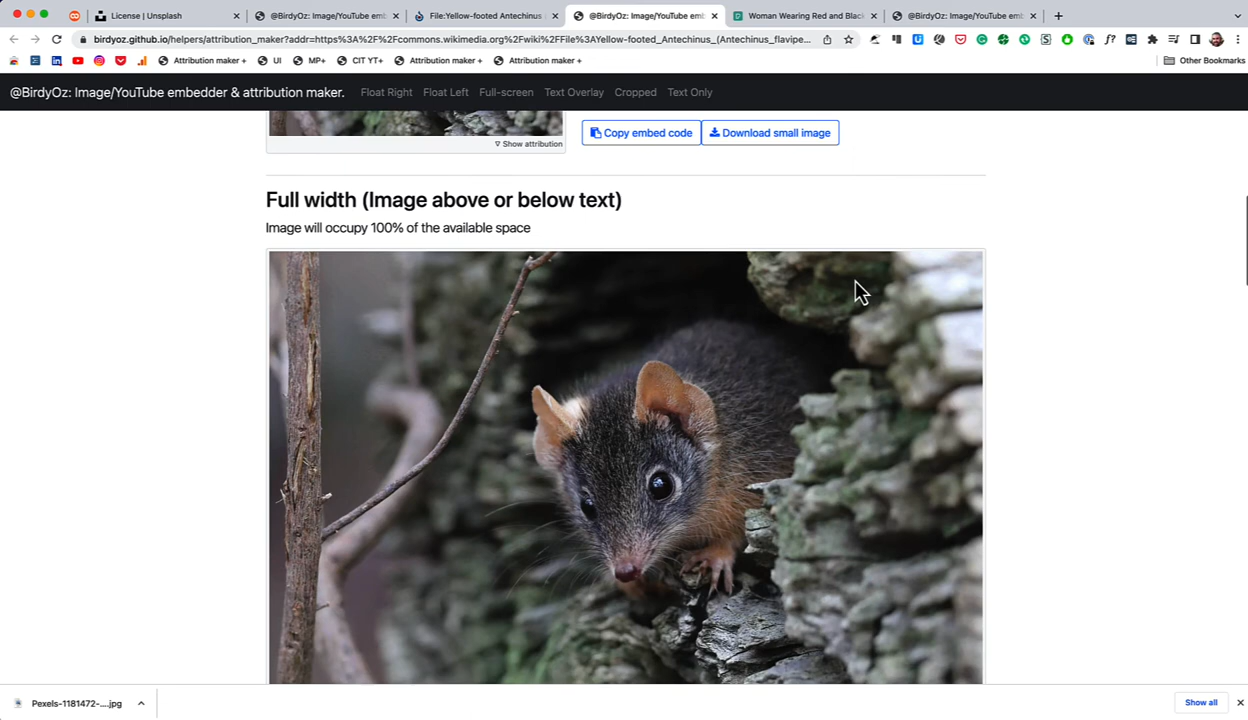 License | Unsplash
@BirdyOz: Image/YouTube emb
File:Yellow-footed Antechinus
@BirdyOz: Image/YouTube emb
Woman Wearing Red and Black
@BirdyOz: Image/YouTube emb
birdyoz.github.io/helpers/attribution_maker?addr=https%3A%2F%2Fcommons.wikimedia.org%2Fwiki%2FFile%3AYellow-footed_Antechinus_(Antechinus_flavipe...
Attribution maker + UI MP+ CIT YT+ Attribution maker + Attribution maker + Other Bookmarks
@BirdyOz: Image/YouTube embedder & attribution maker. Float Right Float Left Full-screen Text Overlay Cropped Text Only
Copy embed code Download small image
∇ Show attribution
Full width (Image above or below text)
Image will occupy 100% of the available space
Pexels-1181472-....jpg
Show all